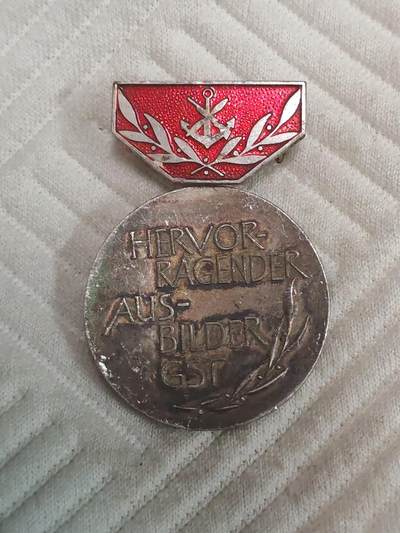 HERVOR-
RAGENDER
AUS-
BILDER
GST